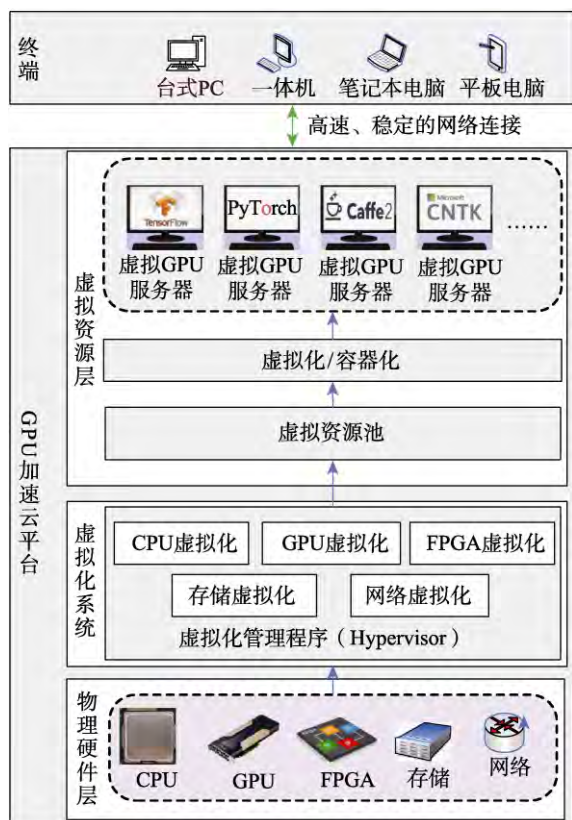 终端
台式PC
一体机
笔记本电脑
平板电脑
高速、稳定的网络连接
GPU加速云平台
虚拟资源层
TensorFlow
PyTorch
Caffe2
Microsoft
CNTK
......
虚拟GPU
服务器
虚拟GPU
服务器
虚拟GPU
服务器
虚拟GPU
服务器
虚拟化/容器化
虚拟资源池
虚拟化系统
CPU虚拟化
GPU虚拟化
FPGA虚拟化
存储虚拟化
网络虚拟化
虚拟化管理程序（Hypervisor）
物理硬件层
CPU
GPU
FPGA
存储
网络